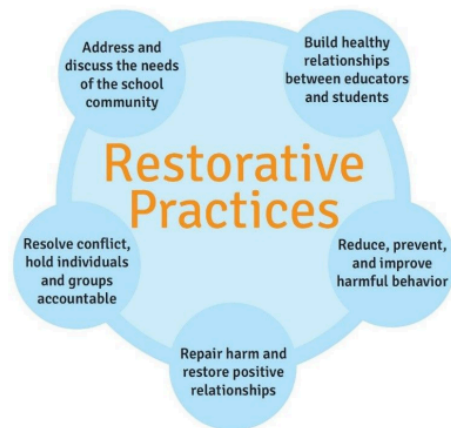 Address and
discuss the needs
of the school
community
Build healthy
relationships
between educators
and students
Restorative
Practices
Resolve conflict,
hold individuals
and groups
accountable
Reduce, prevent,
and improve
harmful behavior
Repair harm and
restore positive
relationships